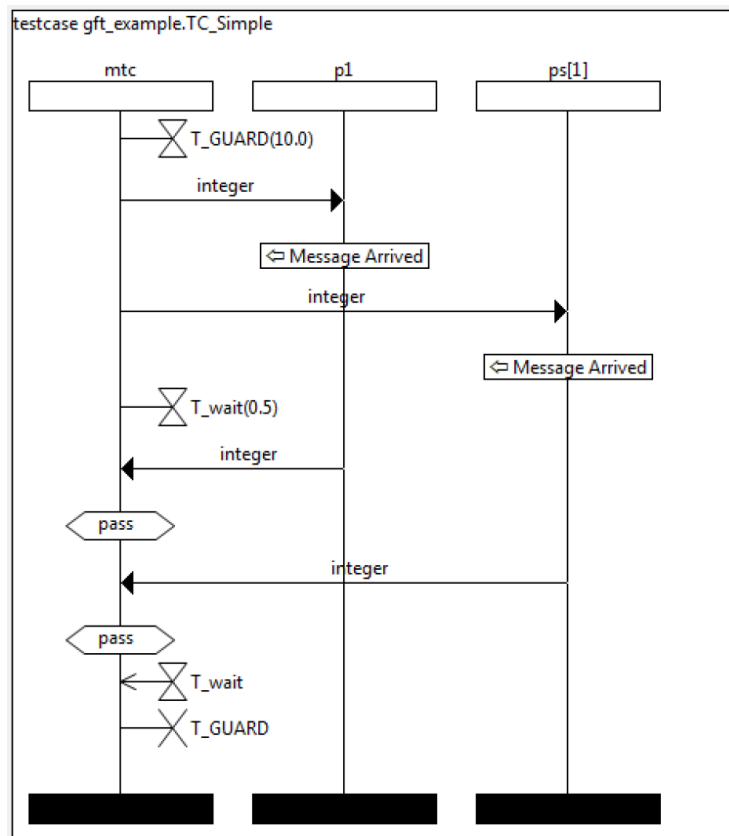 testcase gft_example.TC_Simple
mtc
p1
ps[1]
T_GUARD(10.0)
integer
⇦ Message Arrived
integer
⇦ Message Arrived
T_wait(0.5)
integer
pass
integer
pass
T_wait
T_GUARD